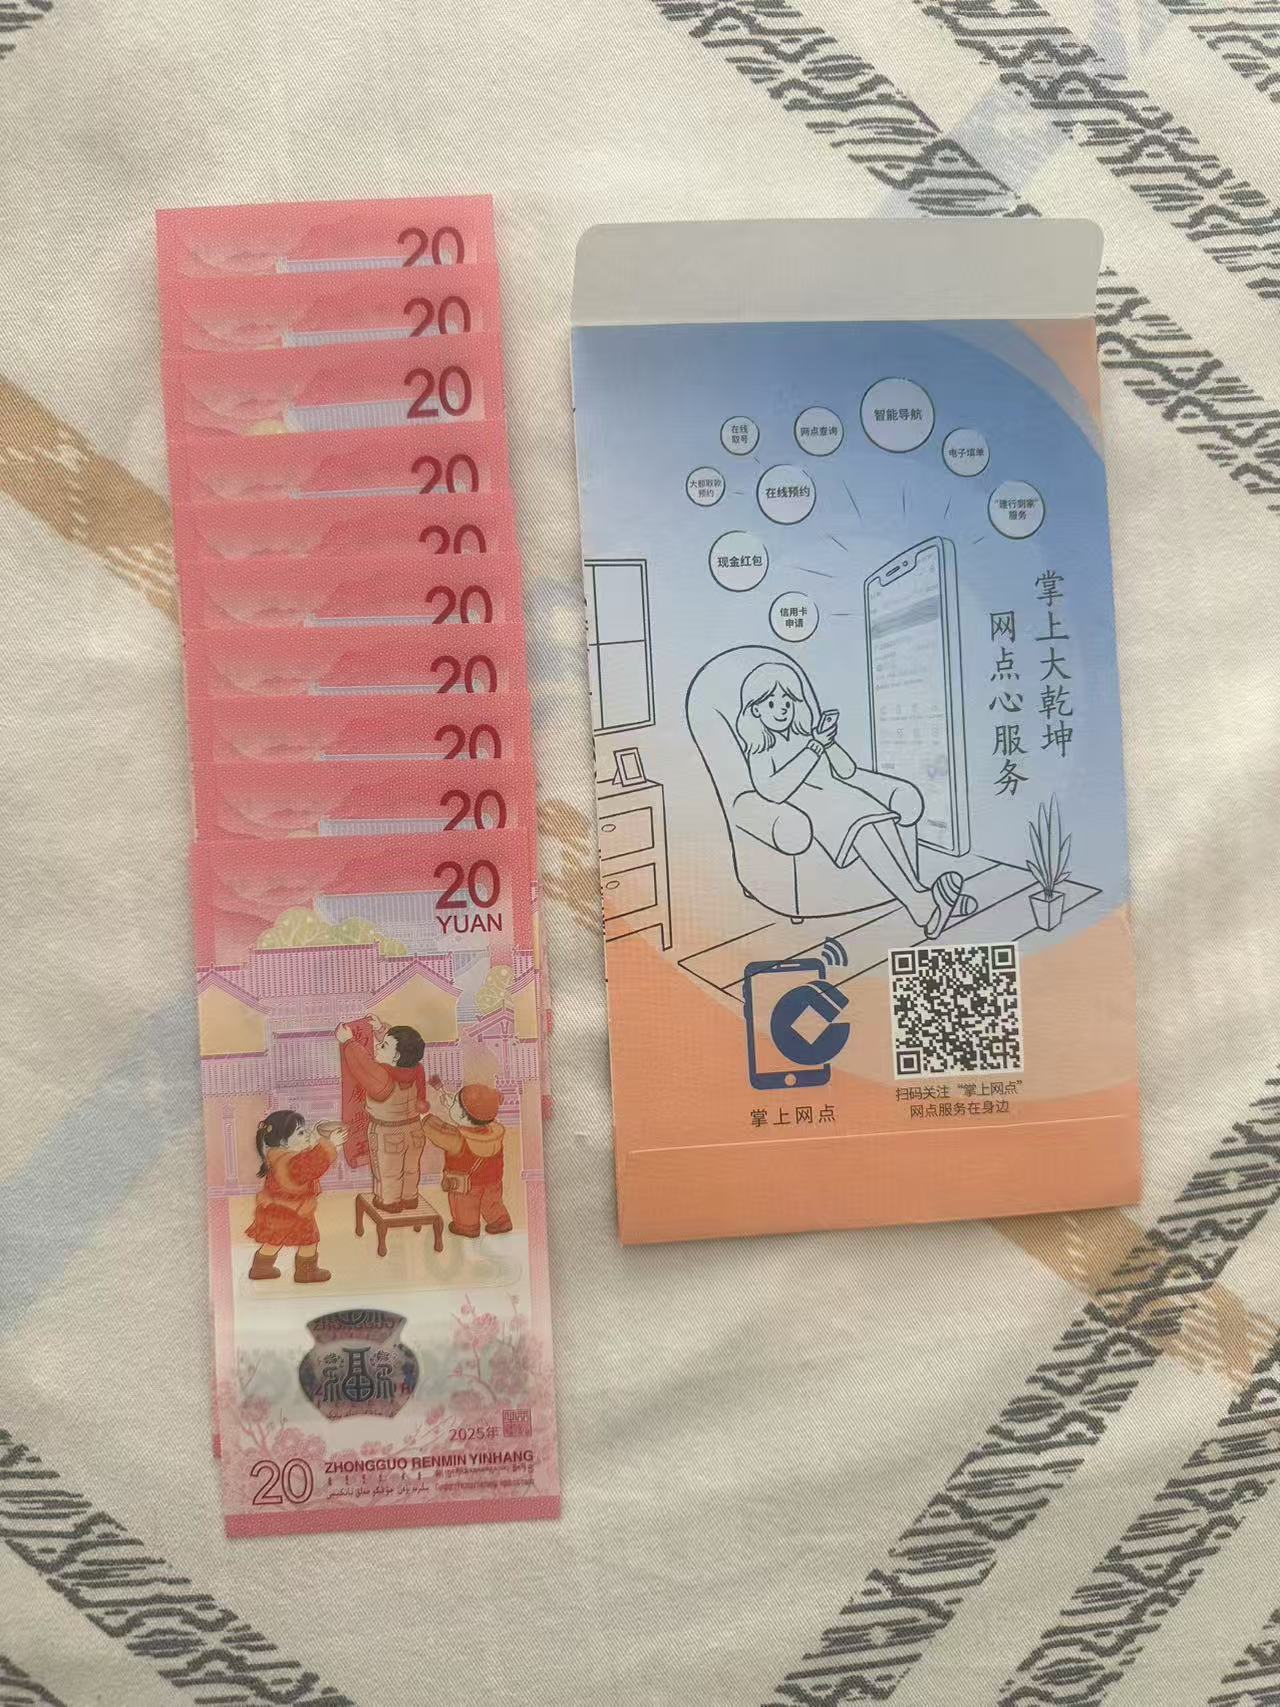 20
20
20
20
20
20
20
20
20
20
YUAN
2025年
20
ZHONGGUO RENMIN YINHANG
智能导航
网点查询
在线
取号
电子填单
大额取款
预约
在线预约
"建行到家"
服务
现金红包
信用卡
申请
掌上大乾坤
网点心服务
掌上网点
扫码关注“掌上网点”
网点服务在身边